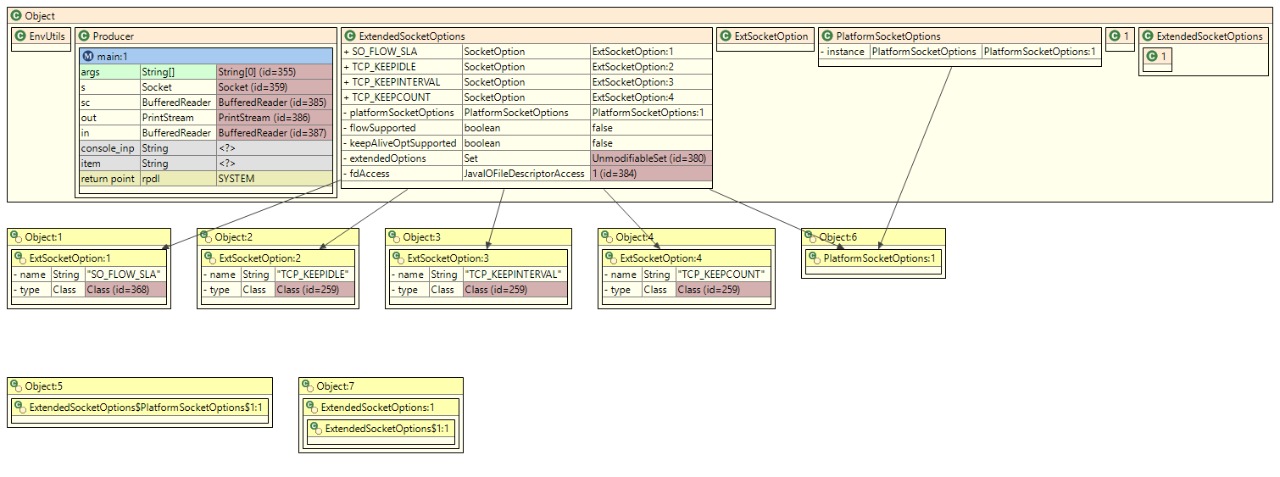 Object
EnvUtils
Producer
main:1
args String[] String[0] (id=355)
s Socket Socket (id=359)
sc BufferedReader BufferedReader (id=385)
out PrintStream PrintStream (id=386)
in BufferedReader BufferedReader (id=387)
console_inp String <?>
item String <?>
return point rpdl SYSTEM
ExtendedSocketOptions
+ SO_FLOW_SLA SocketOption ExtSocketOption:1
+ TCP_KEEPIDLE SocketOption ExtSocketOption:2
+ TCP_KEEPINTERVAL SocketOption ExtSocketOption:3
+ TCP_KEEPCOUNT SocketOption ExtSocketOption:4
- platformSocketOptions PlatformSocketOptions PlatformSocketOptions:1
- flowSupported boolean false
- keepAliveOptSupported boolean false
- extendedOptions Set UnmodifiableSet (id=380)
- fdAccess JavaIOFileDescriptorAccess 1 (id=384)
ExtSocketOption
PlatformSocketOptions
- instance PlatformSocketOptions PlatformSocketOptions:1
1
ExtendedSocketOptions
1
Object:1
ExtSocketOption:1
- name String "SO_FLOW_SLA"
- type Class Class (id=368)
Object:2
ExtSocketOption:2
- name String "TCP_KEEPIDLE"
- type Class Class (id=259)
Object:3
ExtSocketOption:3
- name String "TCP_KEEPINTERVAL"
- type Class Class (id=259)
Object:4
ExtSocketOption:4
- name String "TCP_KEEPCOUNT"
- type Class Class (id=259)
Object:6
PlatformSocketOptions:1
Object:5
ExtendedSocketOptions$PlatformSocketOptions$1:1
Object:7
ExtendedSocketOptions:1
ExtendedSocketOptions$1:1